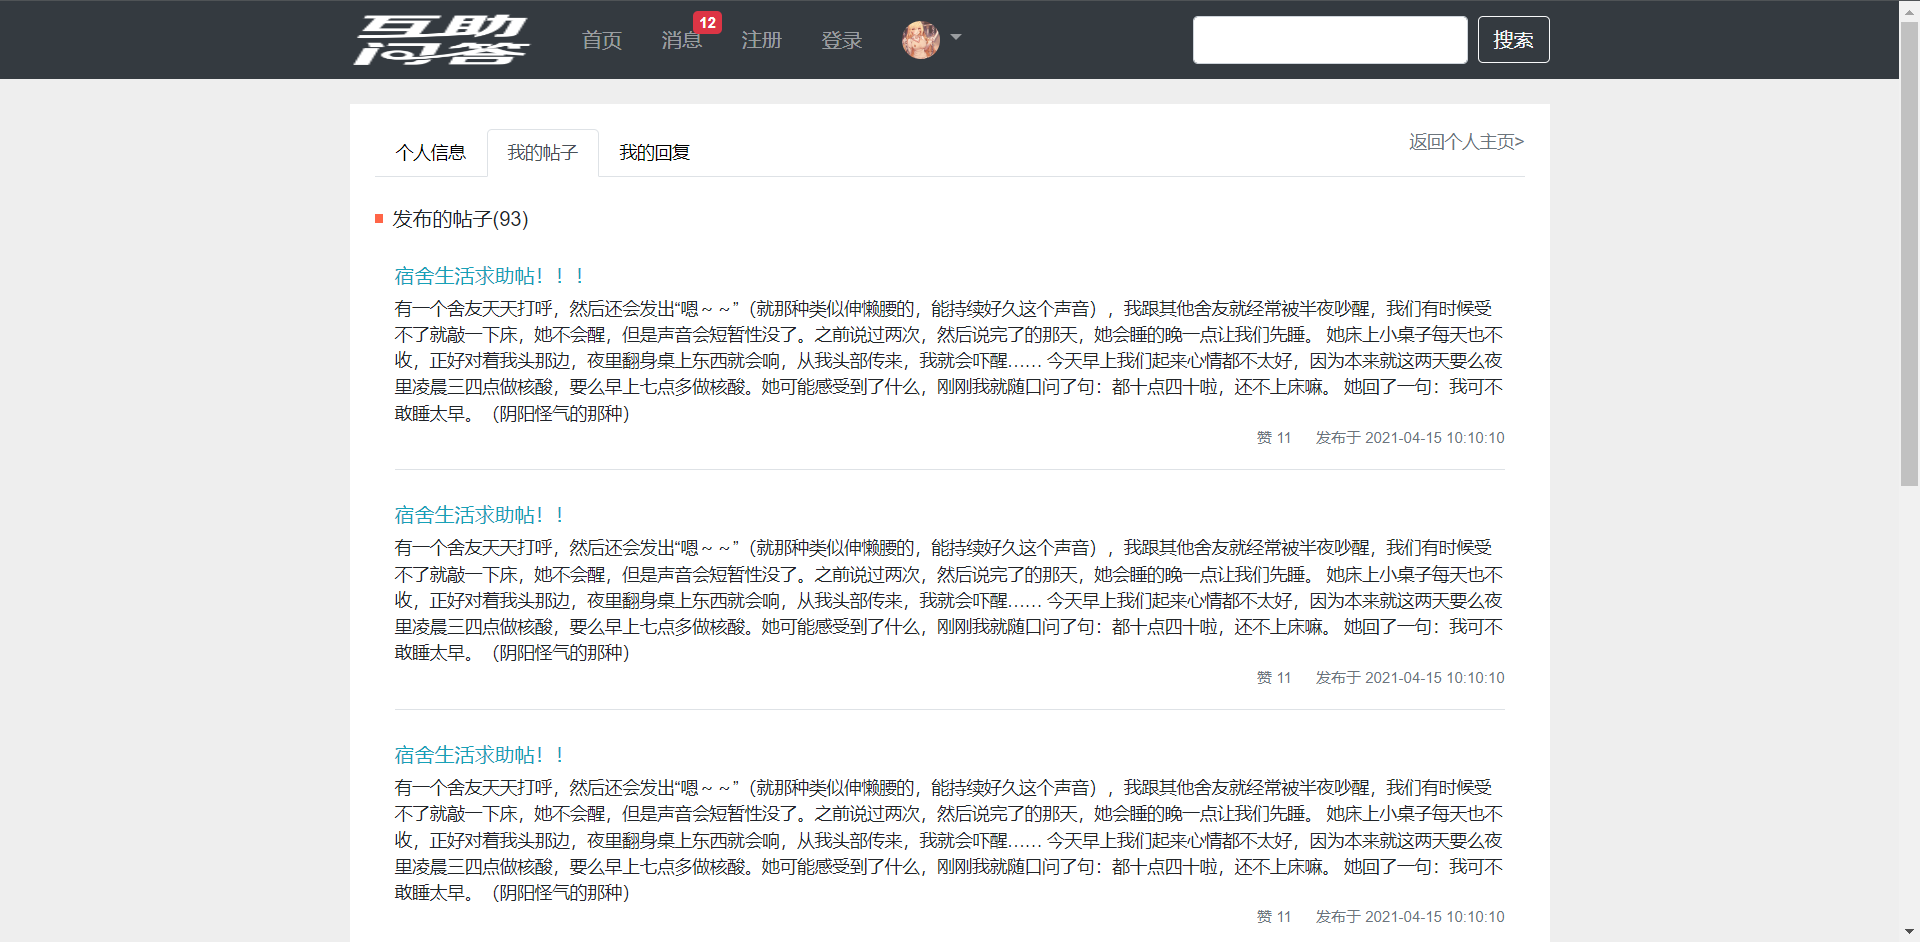 互助问答
首页 消息 12 注册 登录 搜索
个人信息 我的帖子 我的回复 返回个人主页>
发布的帖子(93)
宿舍生活求助帖！！！
有一个舍友天天打呼，然后还会发出“嗯～～”（就那种类似伸懒腰的，能持续好久这个声音），我跟其他舍友就经常被半夜吵醒，我们有时候受
不了就敲一下床，她不会醒，但是声音会短暂性没了。之前说过两次，然后说完了的那天，她会睡的晚一点让我们先睡。 她床上小桌子每天也不
收，正好对着我头那边，夜里翻身桌上东西就会响，从我头部传来，我就会吓醒…… 今天早上我们起来心情都不太好，因为本来就这两天要么夜
里凌晨三四点做核酸，要么早上七点多做核酸。她可能感受到了什么，刚刚我就随口问了句：都十点四十啦，还不上床嘛。 她回了一句：我可不
敢睡太早。（阴阳怪气的那种）
赞 11 发布于 2021-04-15 10:10:10
宿舍生活求助帖！！
有一个舍友天天打呼，然后还会发出“嗯～～”（就那种类似伸懒腰的，能持续好久这个声音），我跟其他舍友就经常被半夜吵醒，我们有时候受
不了就敲一下床，她不会醒，但是声音会短暂性没了。之前说过两次，然后说完了的那天，她会睡的晚一点让我们先睡。 她床上小桌子每天也不
收，正好对着我头那边，夜里翻身桌上东西就会响，从我头部传来，我就会吓醒…… 今天早上我们起来心情都不太好，因为本来就这两天要么夜
里凌晨三四点做核酸，要么早上七点多做核酸。她可能感受到了什么，刚刚我就随口问了句：都十点四十啦，还不上床嘛。 她回了一句：我可不
敢睡太早。（阴阳怪气的那种）
赞 11 发布于 2021-04-15 10:10:10
宿舍生活求助帖！！
有一个舍友天天打呼，然后还会发出“嗯～～”（就那种类似伸懒腰的，能持续好久这个声音），我跟其他舍友就经常被半夜吵醒，我们有时候受
不了就敲一下床，她不会醒，但是声音会短暂性没了。之前说过两次，然后说完了的那天，她会睡的晚一点让我们先睡。 她床上小桌子每天也不
收，正好对着我头那边，夜里翻身桌上东西就会响，从我头部传来，我就会吓醒…… 今天早上我们起来心情都不太好，因为本来就这两天要么夜
里凌晨三四点做核酸，要么早上七点多做核酸。她可能感受到了什么，刚刚我就随口问了句：都十点四十啦，还不上床嘛。 她回了一句：我可不
敢睡太早。（阴阳怪气的那种）
赞 11 发布于 2021-04-15 10:10:10